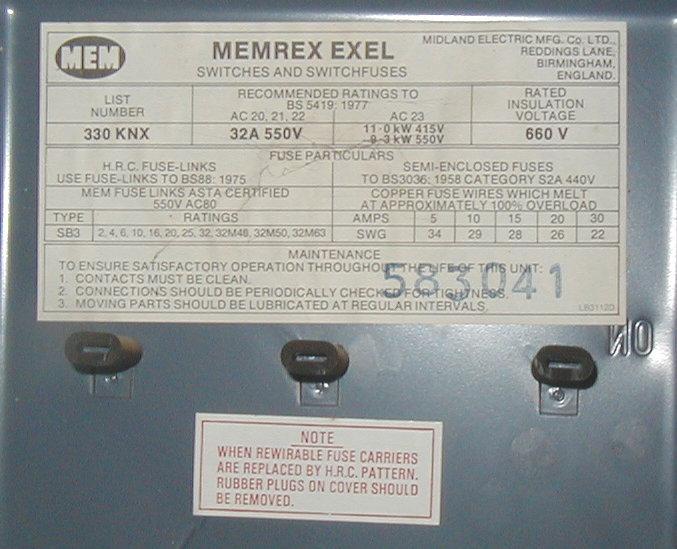 MEM
MEMREX EXEL
SWITCHES AND SWITCHFUSES
MIDLAND ELECTRIC MFG. Co. LTD.,
REDDINGS LANE,
BIRMINGHAM,
ENGLAND.
LIST
NUMBER
330 KNX
RECOMMENDED RATINGS TO
BS 5419: 1977
AC 20, 21, 22
AC 23
32A 550V
11·0 kW 415V
9·3 kW 550V
RATED
INSULATION
VOLTAGE
660 V
FUSE PARTICULARS
H.R.C. FUSE-LINKS
USE FUSE-LINKS TO BS88: 1975
SEMI-ENCLOSED FUSES
TO BS3036: 1958 CATEGORY S2A 440V
MEM FUSE LINKS ASTA CERTIFIED
550V AC80
COPPER FUSE WIRES WHICH MELT
AT APPROXIMATELY 100% OVERLOAD
TYPE RATINGS AMPS 5 10 15 20 30
SB3 2, 4, 6, 10, 16, 20, 25, 32, 32M48, 32M50, 32M63 SWG 34 29 28 26 22
MAINTENANCE
TO ENSURE SATISFACTORY OPERATION THROUGHOUT THE LIFE OF THIS UNIT:
1. CONTACTS MUST BE CLEAN.
2. CONNECTIONS SHOULD BE PERIODICALLY CHECKED FOR TIGHTNESS.
3. MOVING PARTS SHOULD BE LUBRICATED AT REGULAR INTERVALS.
583041
LB3112D
ON
NOTE
WHEN REWIRABLE FUSE CARRIERS
ARE REPLACED BY H.R.C. PATTERN.
RUBBER PLUGS ON COVER SHOULD
BE REMOVED.